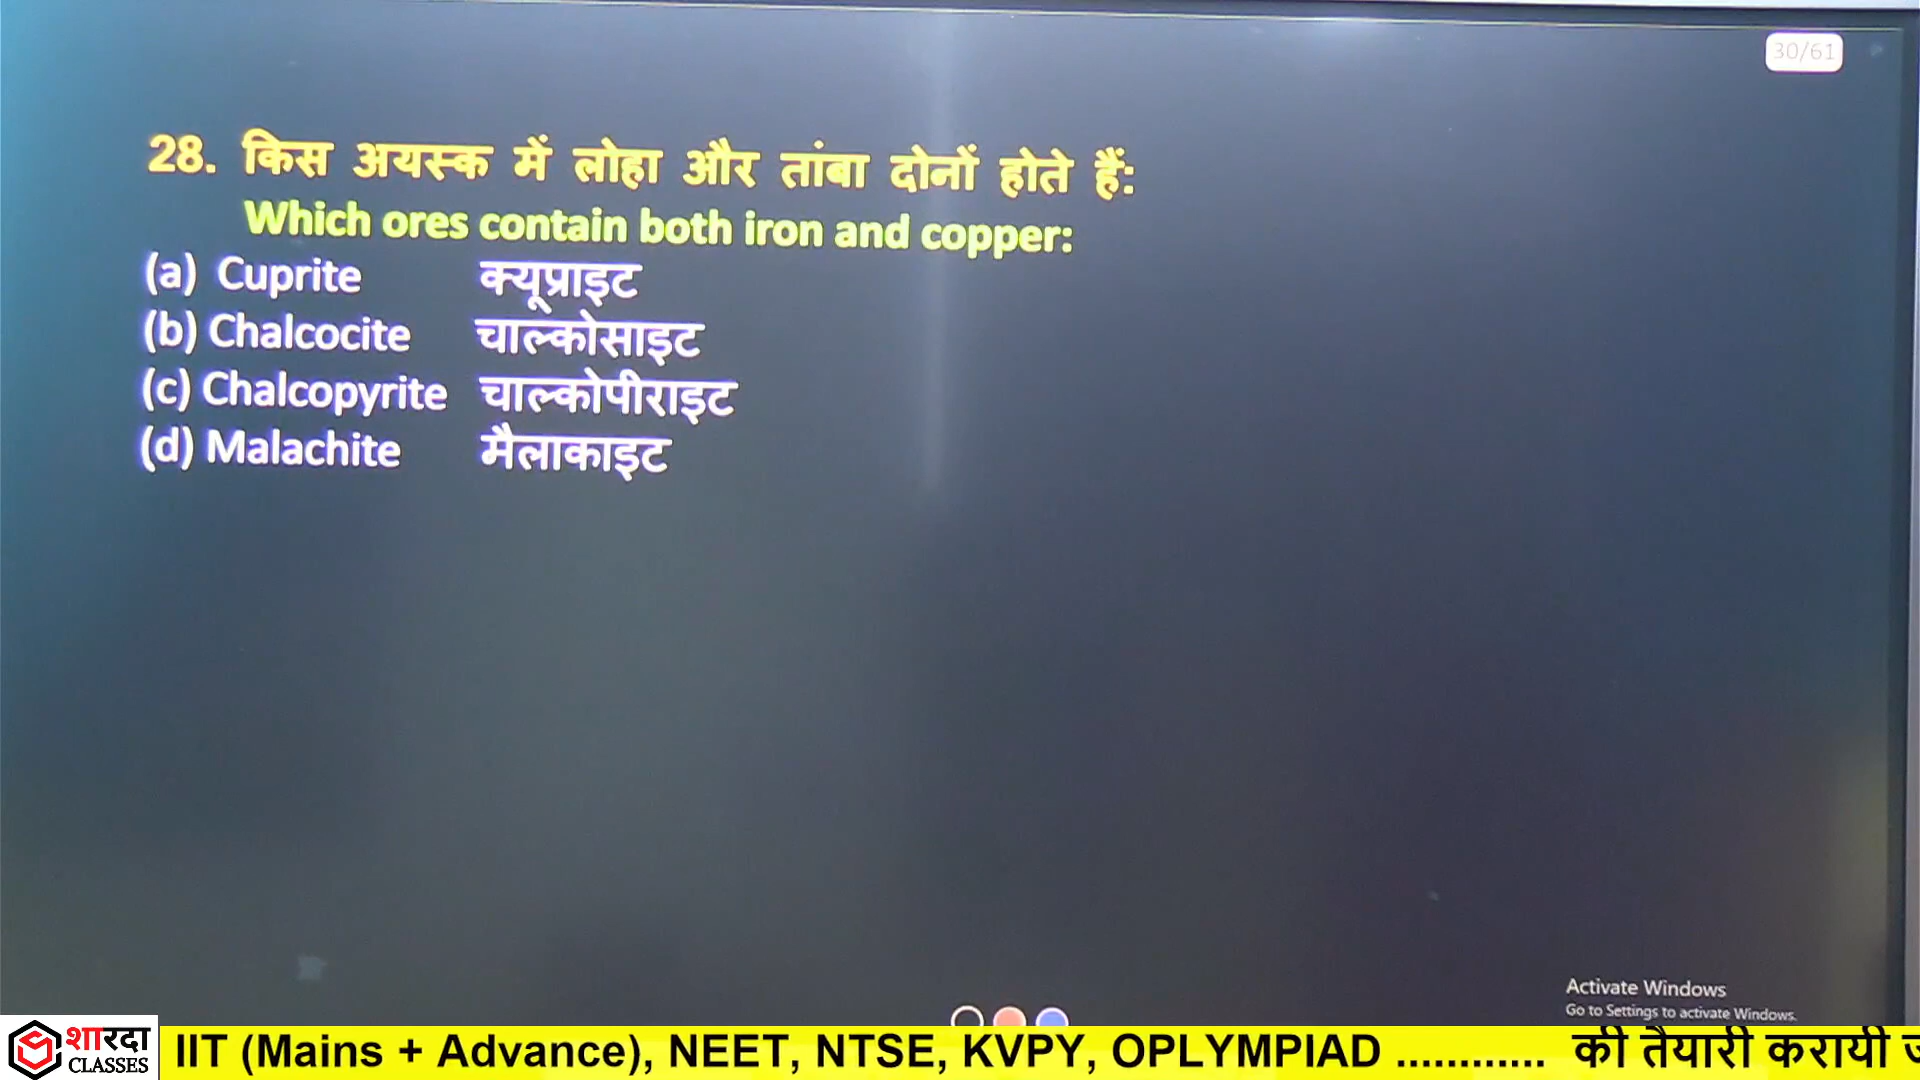 30/61
28. किस अयस्क में लोहा और तांबा दोनों होते हैं:
Which ores contain both iron and copper:
(a) Cuprite क्यूप्राइट
(b) Chalcocite चाल्कोसाइट
(c) Chalcopyrite चाल्कोपीराइट
(d) Malachite मैलाकाइट
Activate Windows
Go to Settings to activate Windows.
शारदा
CLASSES
IIT (Mains + Advance), NEET, NTSE, KVPY, OPLYMPIAD ............ की तैयारी करायी